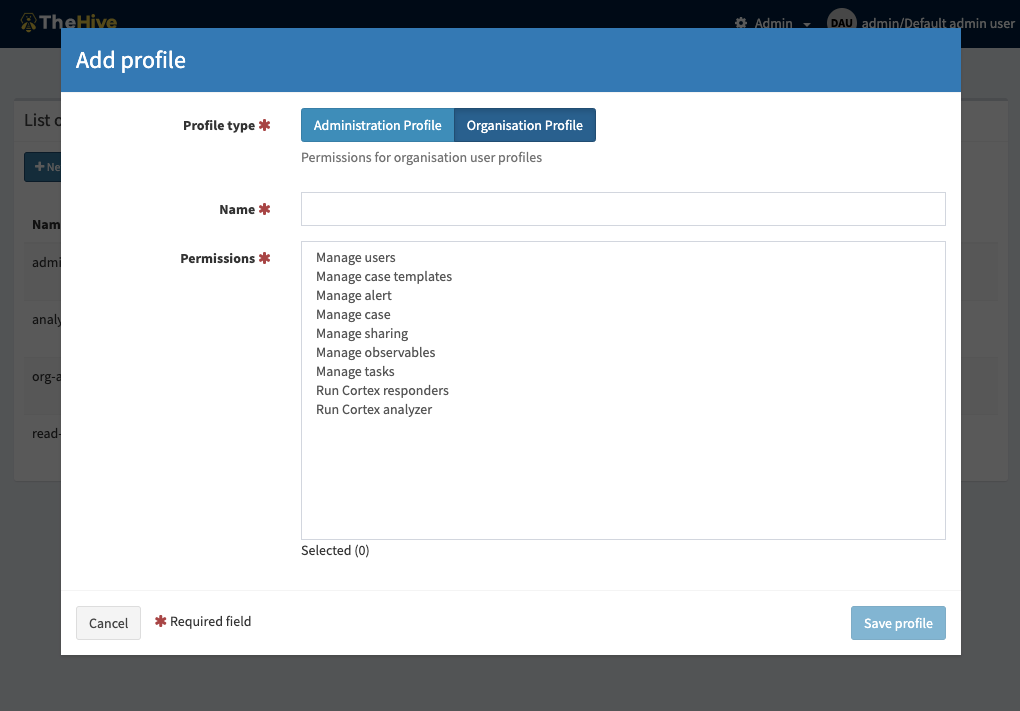 TheHive
Admin
DAU
admin/Default admin user
Add profile
List o
Profile type ✱
Administration Profile
Organisation Profile
Permissions for organisation user profiles
+ Ne
Name ✱
Nam
Permissions ✱
Manage users
Manage case templates
Manage alert
Manage case
Manage sharing
Manage observables
Manage tasks
Run Cortex responders
Run Cortex analyzer
admi
analy
org-a
read-
Selected (0)
Cancel
✱ Required field
Save profile